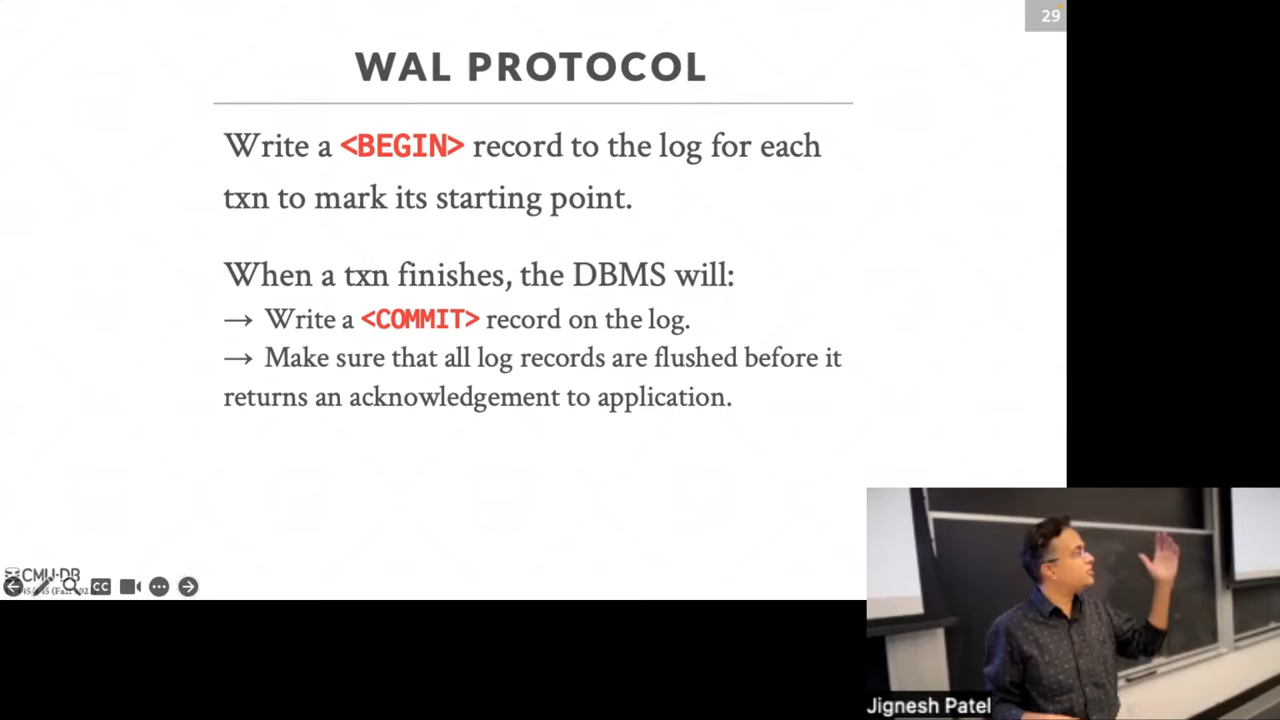 29
WAL PROTOCOL
Write a <BEGIN> record to the log for each
txn to mark its starting point.
When a txn finishes, the DBMS will:
→ Write a <COMMIT> record on the log.
→ Make sure that all log records are flushed before it
returns an acknowledgement to application.
CMU·DB
CC
Jignesh Patel